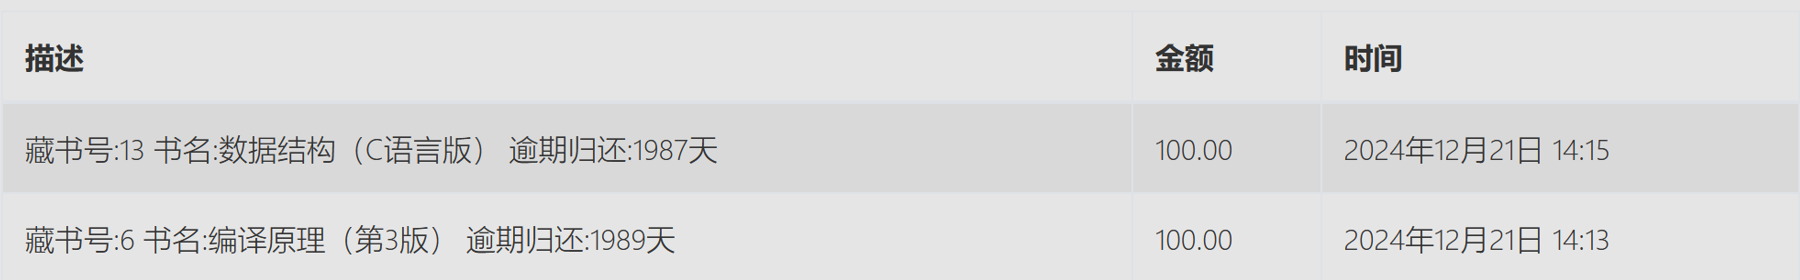 描述 金额 时间
藏书号:13 书名:数据结构（C语言版） 逾期归还:1987天 100.00 2024年12月21日 14:15
藏书号:6 书名:编译原理（第3版） 逾期归还:1989天 100.00 2024年12月21日 14:13